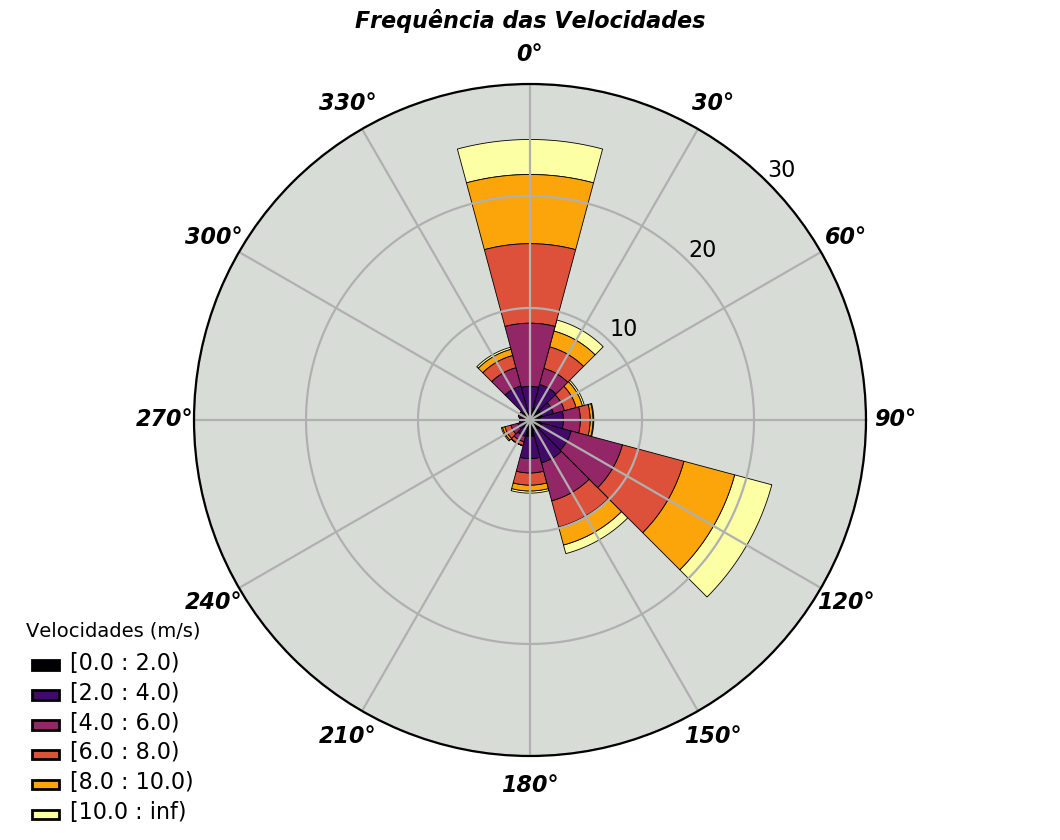 Frequência das Velocidades
0°
330°
30°
30
300°
60°
20
10
270°
90°
240°
120°
210°
150°
180°
Velocidades (m/s)
[0.0 : 2.0)
[2.0 : 4.0)
[4.0 : 6.0)
[6.0 : 8.0)
[8.0 : 10.0)
[10.0 : inf)